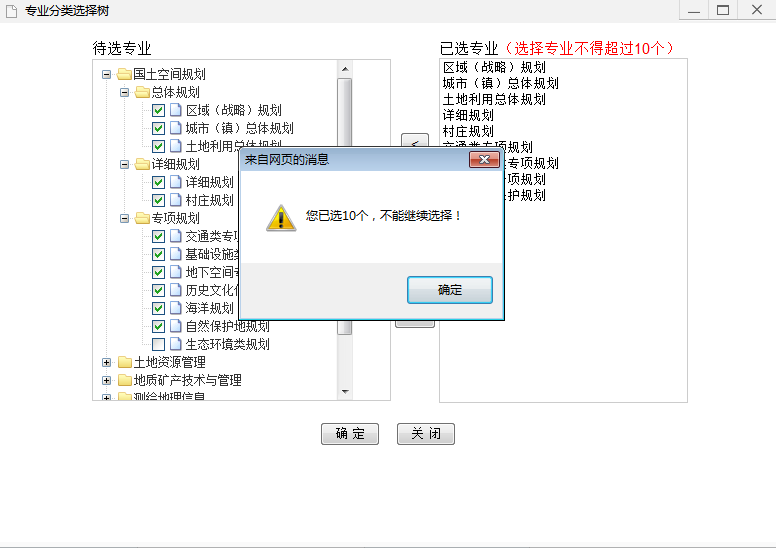 专业分类选择树
待选专业
已选专业（选择专业不得超过10个）
国土空间规划
总体规划
区域（战略）规划
城市（镇）总体规划
土地利用总体规划
详细规划
详细规划
村庄规划
专项规划
交通类专项
基础设施类
地下空间专
历史文化保
海洋规划
自然保护地规划
生态环境类规划
土地资源管理
地质矿产技术与管理
测绘地理信息
<
区域（战略）规划
城市（镇）总体规划
土地利用总体规划
详细规划
村庄规划
交通类专项规划
类专项规划
专项规划
保护规划
来自网页的消息
您已选10个，不能继续选择！
确定
确 定
关 闭